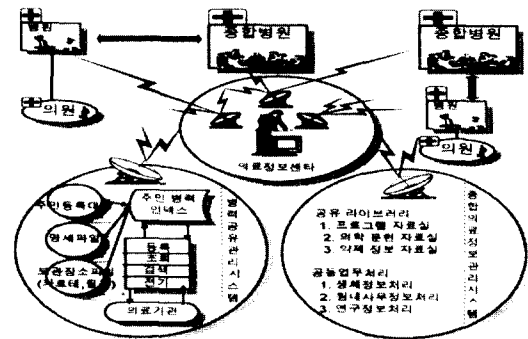 병원
종합병원
종합병원
의원
병원
의원
의료정보센타
주민등록대
명세파일
보관장소파일
주민 병력
인덱스
등록
조회
검색
전기
의료기관
병력공유관리시스템
공유 라이브러리
1. 프로그램 자료실
2. 의학 문헌 자료실
3. 약제 정보 자료실
공동업무처리
1. 생체정보처리
2. 원내사무정보처리
3. 연구정보처리
종합의료정보관리시스템